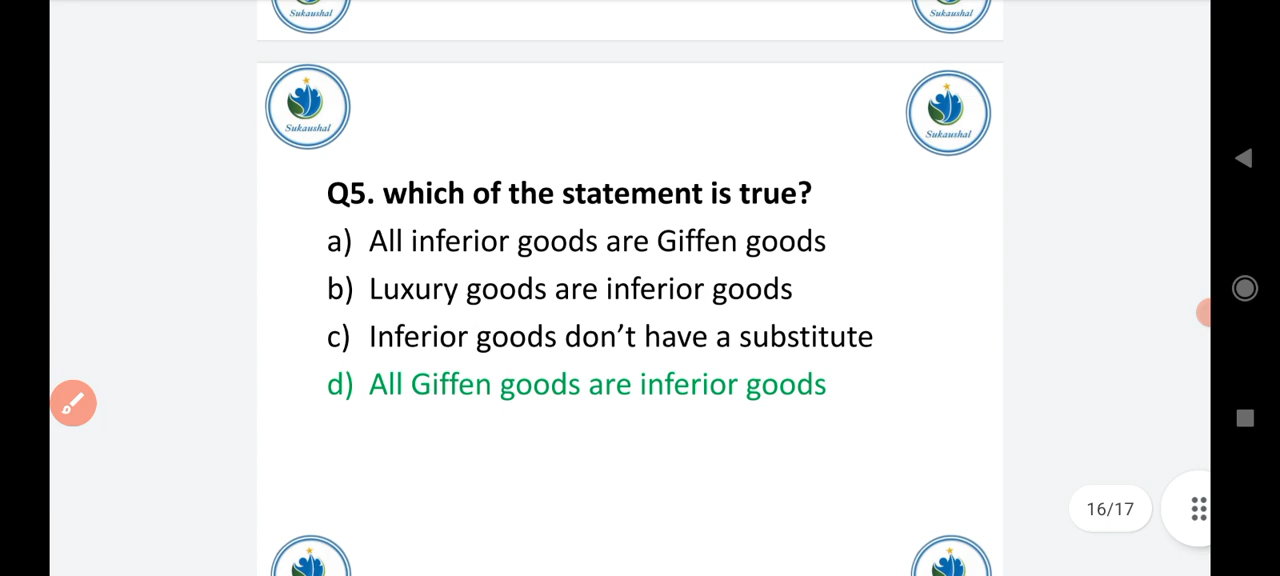 Sukaushal
Sukaushal
Sukaushal
Sukaushal
Q5. which of the statement is true?
a) All inferior goods are Giffen goods
b) Luxury goods are inferior goods
c) Inferior goods don’t have a substitute
d) All Giffen goods are inferior goods
16/17